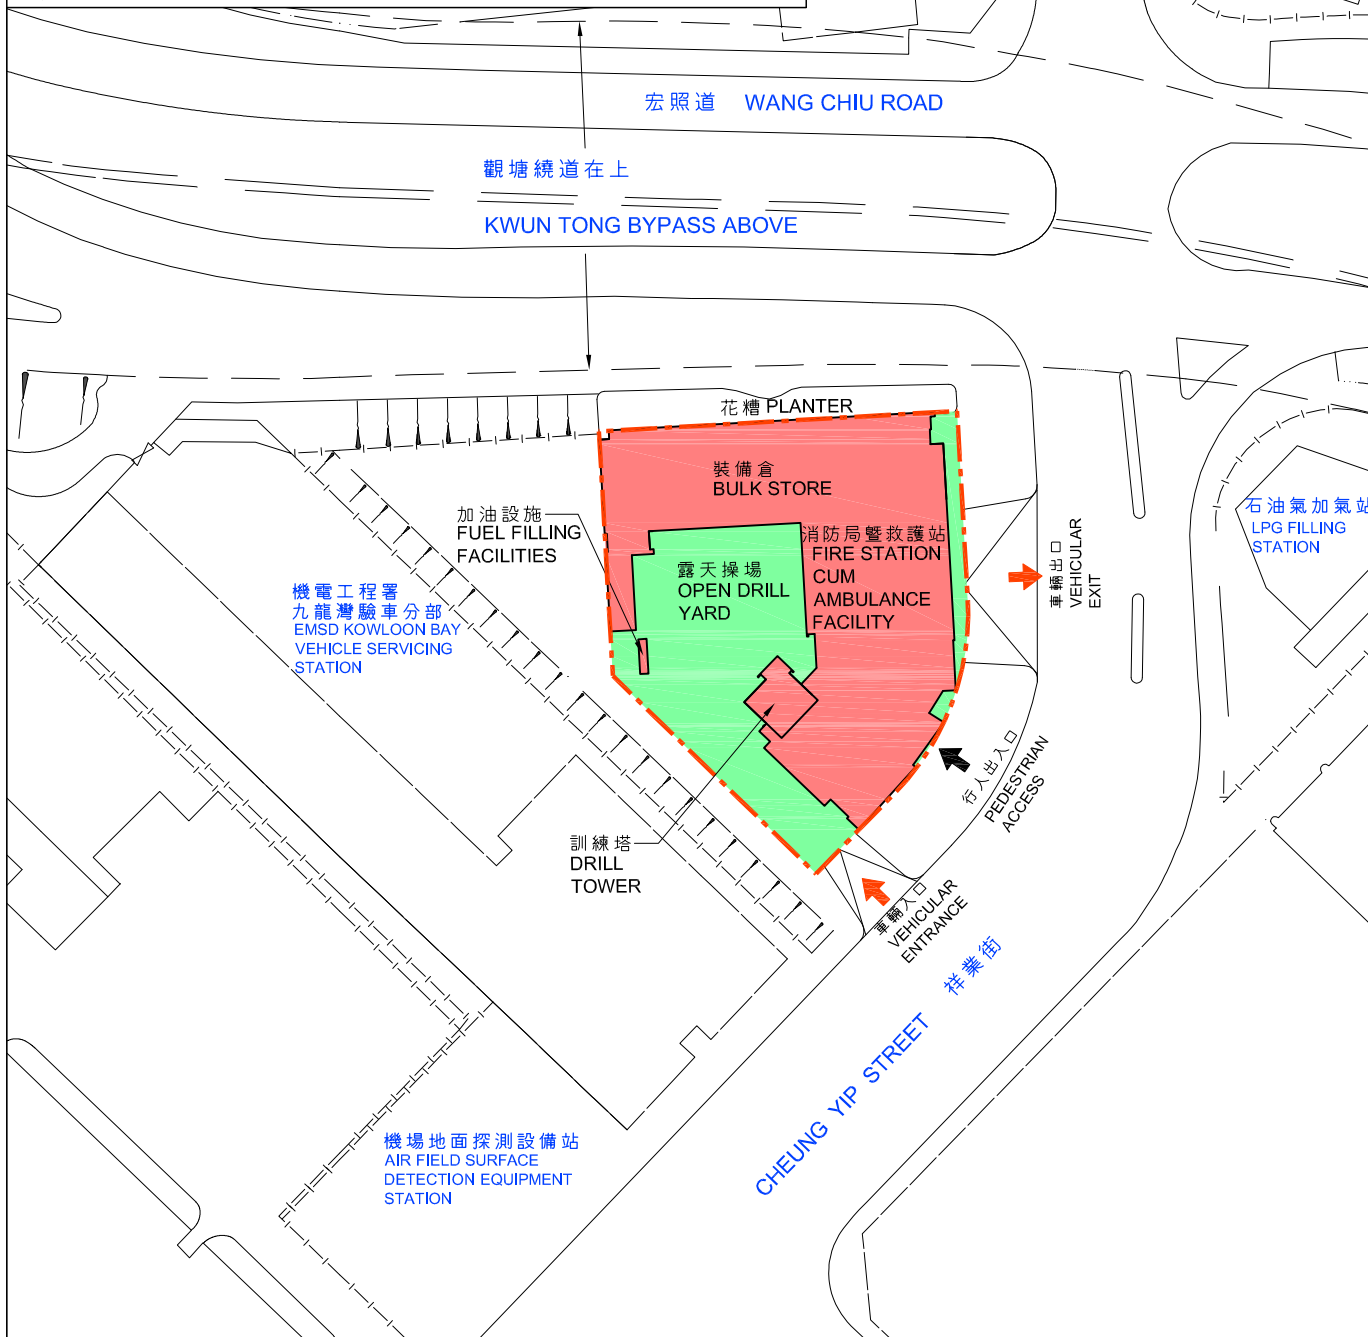 宏照道 WANG CHIU ROAD
觀塘繞道在上
KWUN TONG BYPASS ABOVE
花糟 PLANTER
裝備倉
BULK STORE
加油設施
FUEL FILLING
FACILITIES
消防局暨救護站
FIRE STATION
CUM
AMBULANCE
FACILITY
露天操場
OPEN DRILL
YARD
石油氣加氣站
LPG FILLING
STATION
車輛出口
VEHICULAR
EXIT
機電工程署
九龍灣驗車分部
EMSD KOWLOON BAY
VEHICLE SERVICING
STATION
行人出入口
PEDESTRIAN
ACCESS
訓練塔
DRILL
TOWER
車輛入口
VEHICULAR
ENTRANCE
CHEUNG YIP STREET 祥業街
機場地面探測設備站
AIR FIELD SURFACE
DETECTION EQUIPMENT
STATION